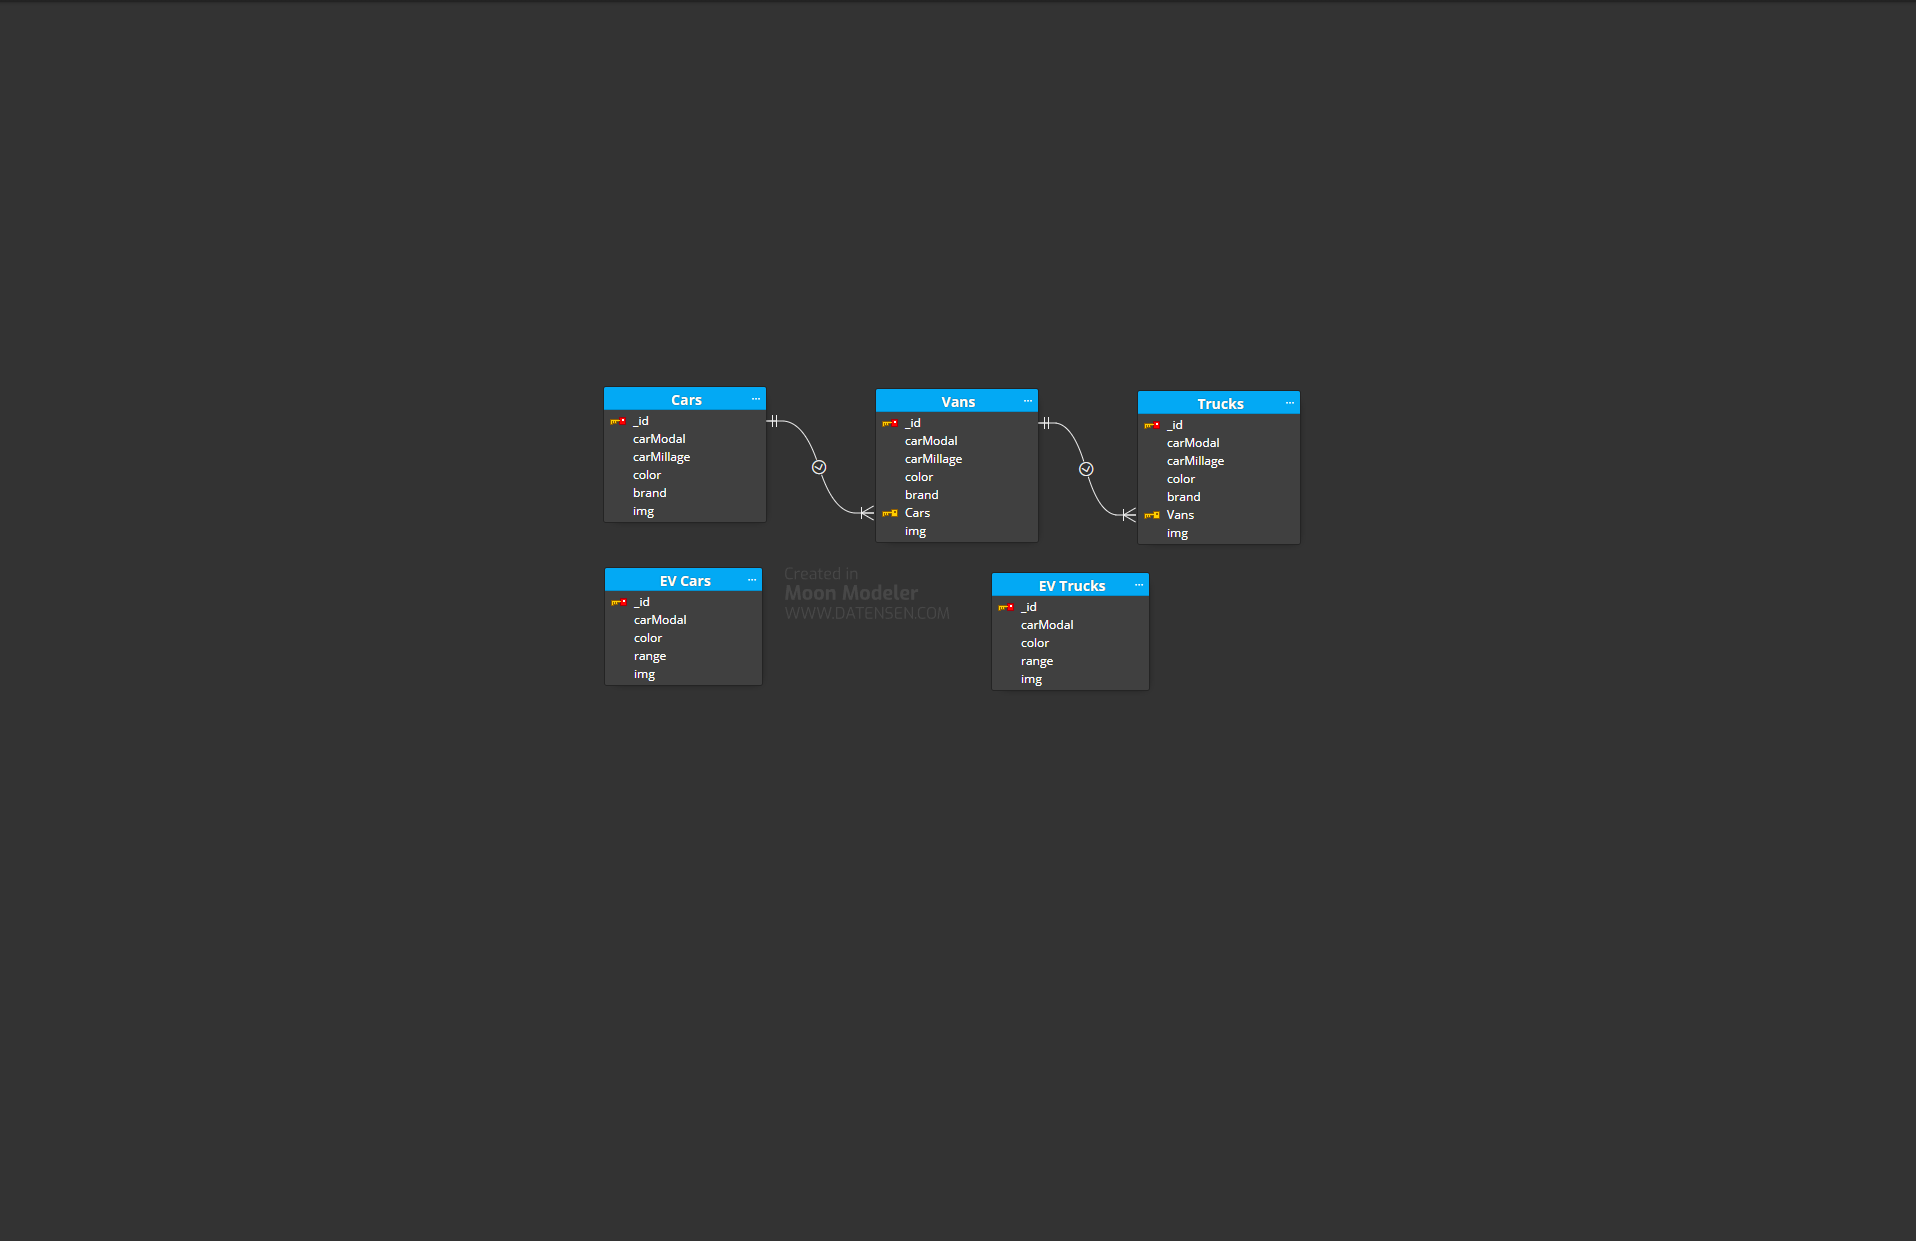 Cars ...
_id
carModal
carMillage
color
brand
img
Vans ...
_id
carModal
carMillage
color
brand
Cars
img
Trucks ...
_id
carModal
carMillage
color
brand
Vans
img
EV Cars ...
_id
carModal
color
range
img
Created in
Moon Modeler
WWW.DATENSEN.COM
EV Trucks ...
_id
carModal
color
range
img